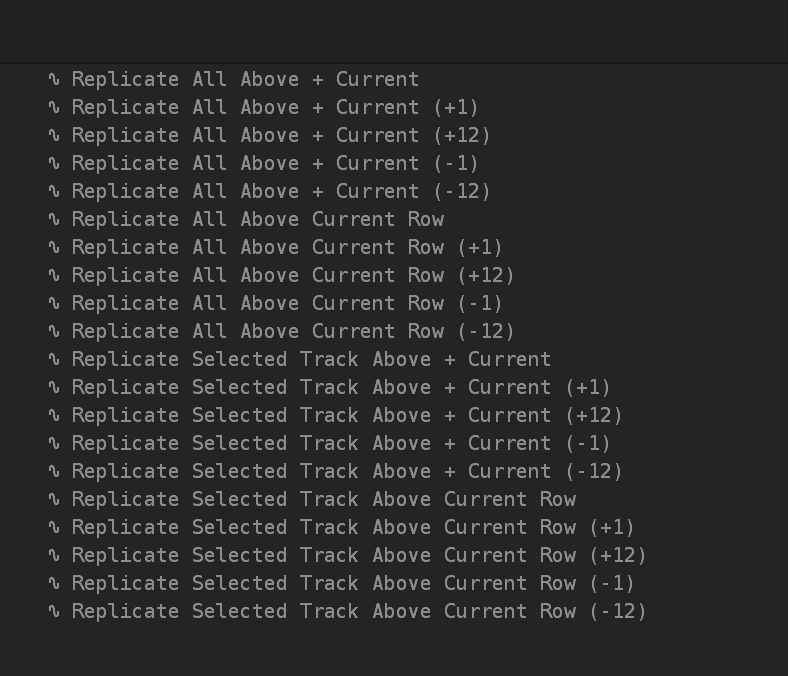 ∿ Replicate All Above + Current
∿ Replicate All Above + Current (+1)
∿ Replicate All Above + Current (+12)
∿ Replicate All Above + Current (-1)
∿ Replicate All Above + Current (-12)
∿ Replicate All Above Current Row
∿ Replicate All Above Current Row (+1)
∿ Replicate All Above Current Row (+12)
∿ Replicate All Above Current Row (-1)
∿ Replicate All Above Current Row (-12)
∿ Replicate Selected Track Above + Current
∿ Replicate Selected Track Above + Current (+1)
∿ Replicate Selected Track Above + Current (+12)
∿ Replicate Selected Track Above + Current (-1)
∿ Replicate Selected Track Above + Current (-12)
∿ Replicate Selected Track Above Current Row
∿ Replicate Selected Track Above Current Row (+1)
∿ Replicate Selected Track Above Current Row (+12)
∿ Replicate Selected Track Above Current Row (-1)
∿ Replicate Selected Track Above Current Row (-12)